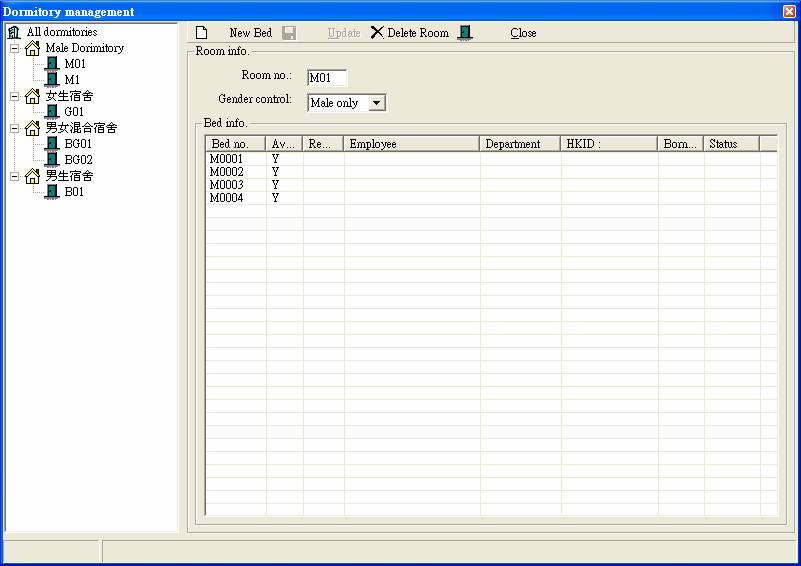 Dormitory management
All dormitories
Male Dorimitory
M01
M1
女生宿舍
G01
男女混合宿舍
BG01
BG02
男生宿舍
B01
New Bed Update Delete Room Close
Room info.
Room no.: M01
Gender control: Male only
Bed info.
Bed no. Av... Re... Employee Department HKID : Born... Status
M0001 Y
M0002 Y
M0003 Y
M0004 Y